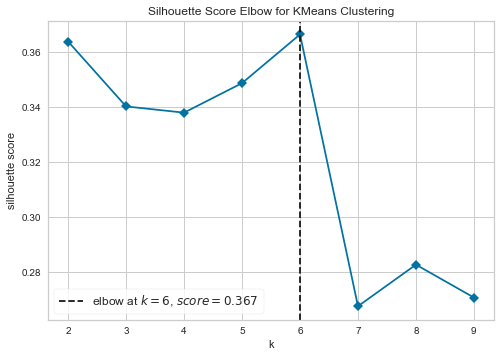 Silhouette Score Elbow for KMeans Clustering
silhouette score
0.36
0.34
0.32
0.30
0.28
elbow at k = 6, score = 0.367
2 3 4 5 6 7 8 9
k